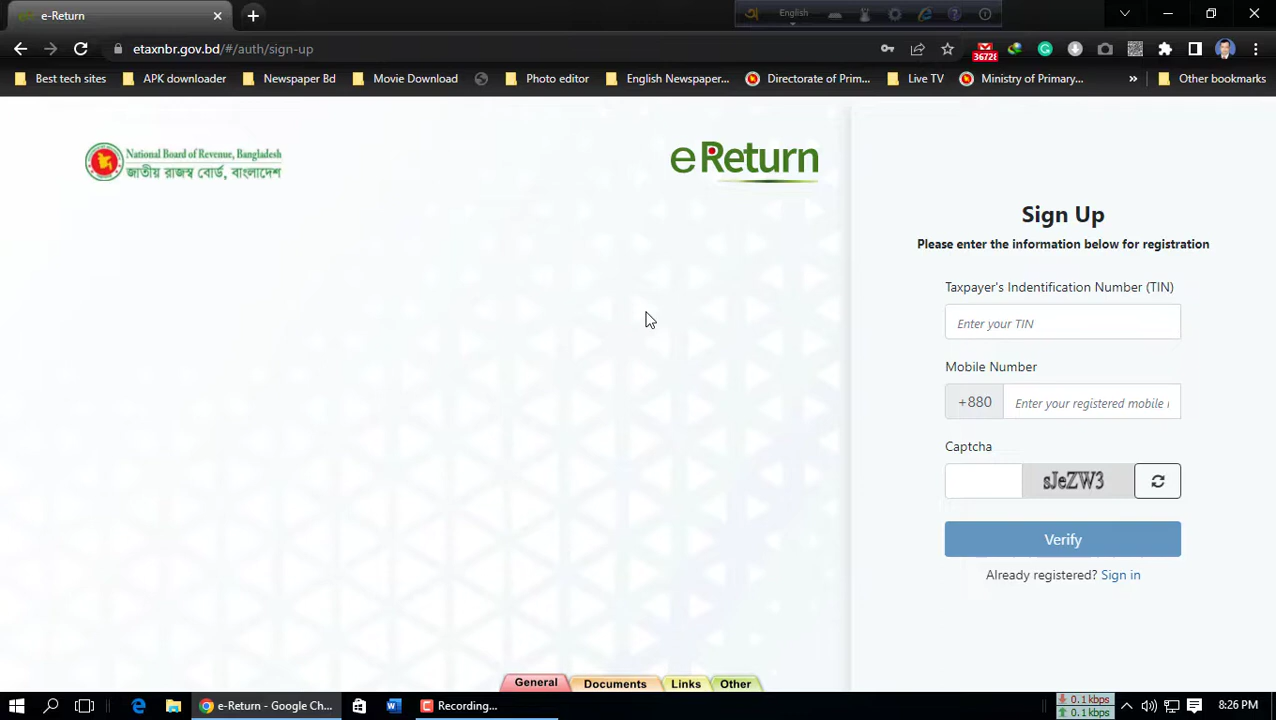 e-Return
English
etaxnbr.gov.bd/#/auth/sign-up
36728
Best tech sites
APK downloader
Newspaper Bd
Movie Download
Photo editor
English Newspaper...
Directorate of Prim...
Live TV
Ministry of Primary...
»
Other bookmarks
National Board of Revenue, Bangladesh
জাতীয় রাজস্ব বোর্ড, বাংলাদেশ
eReturn
Sign Up
Please enter the information below for registration
Taxpayer's Indentification Number (TIN)
Enter your TIN
Mobile Number
+880
Enter your registered mobile
Captcha
sJeZW3
Verify
Already registered? Sign in
General
Documents
Links
Other
e-Return - Google Ch...
Recording...
0.1 kbps
0.1 kbps
8:26 PM